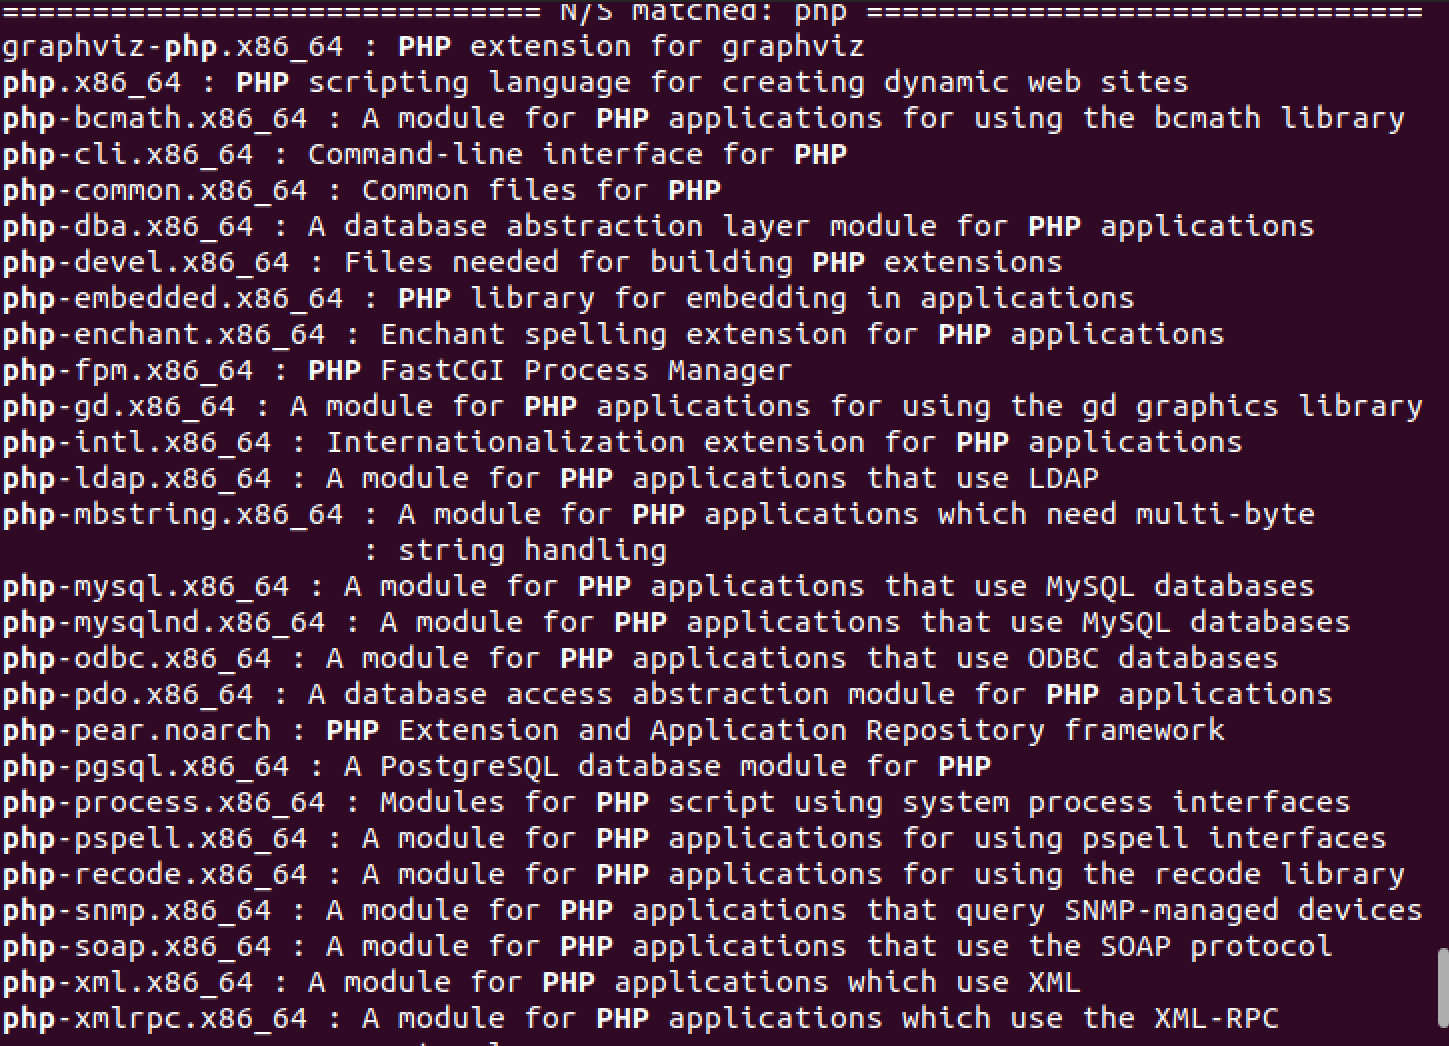 ============================== N/S matched: php ===============================
graphviz-php.x86_64 : PHP extension for graphviz
php.x86_64 : PHP scripting language for creating dynamic web sites
php-bcmath.x86_64 : A module for PHP applications for using the bcmath library
php-cli.x86_64 : Command-line interface for PHP
php-common.x86_64 : Common files for PHP
php-dba.x86_64 : A database abstraction layer module for PHP applications
php-devel.x86_64 : Files needed for building PHP extensions
php-embedded.x86_64 : PHP library for embedding in applications
php-enchant.x86_64 : Enchant spelling extension for PHP applications
php-fpm.x86_64 : PHP FastCGI Process Manager
php-gd.x86_64 : A module for PHP applications for using the gd graphics library
php-intl.x86_64 : Internationalization extension for PHP applications
php-ldap.x86_64 : A module for PHP applications that use LDAP
php-mbstring.x86_64 : A module for PHP applications which need multi-byte
                    : string handling
php-mysql.x86_64 : A module for PHP applications that use MySQL databases
php-mysqlnd.x86_64 : A module for PHP applications that use MySQL databases
php-odbc.x86_64 : A module for PHP applications that use ODBC databases
php-pdo.x86_64 : A database access abstraction module for PHP applications
php-pear.noarch : PHP Extension and Application Repository framework
php-pgsql.x86_64 : A PostgreSQL database module for PHP
php-process.x86_64 : Modules for PHP script using system process interfaces
php-pspell.x86_64 : A module for PHP applications for using pspell interfaces
php-recode.x86_64 : A module for PHP applications for using the recode library
php-snmp.x86_64 : A module for PHP applications that query SNMP-managed devices
php-soap.x86_64 : A module for PHP applications that use the SOAP protocol
php-xml.x86_64 : A module for PHP applications which use XML
php-xmlrpc.x86_64 : A module for PHP applications which use the XML-RPC